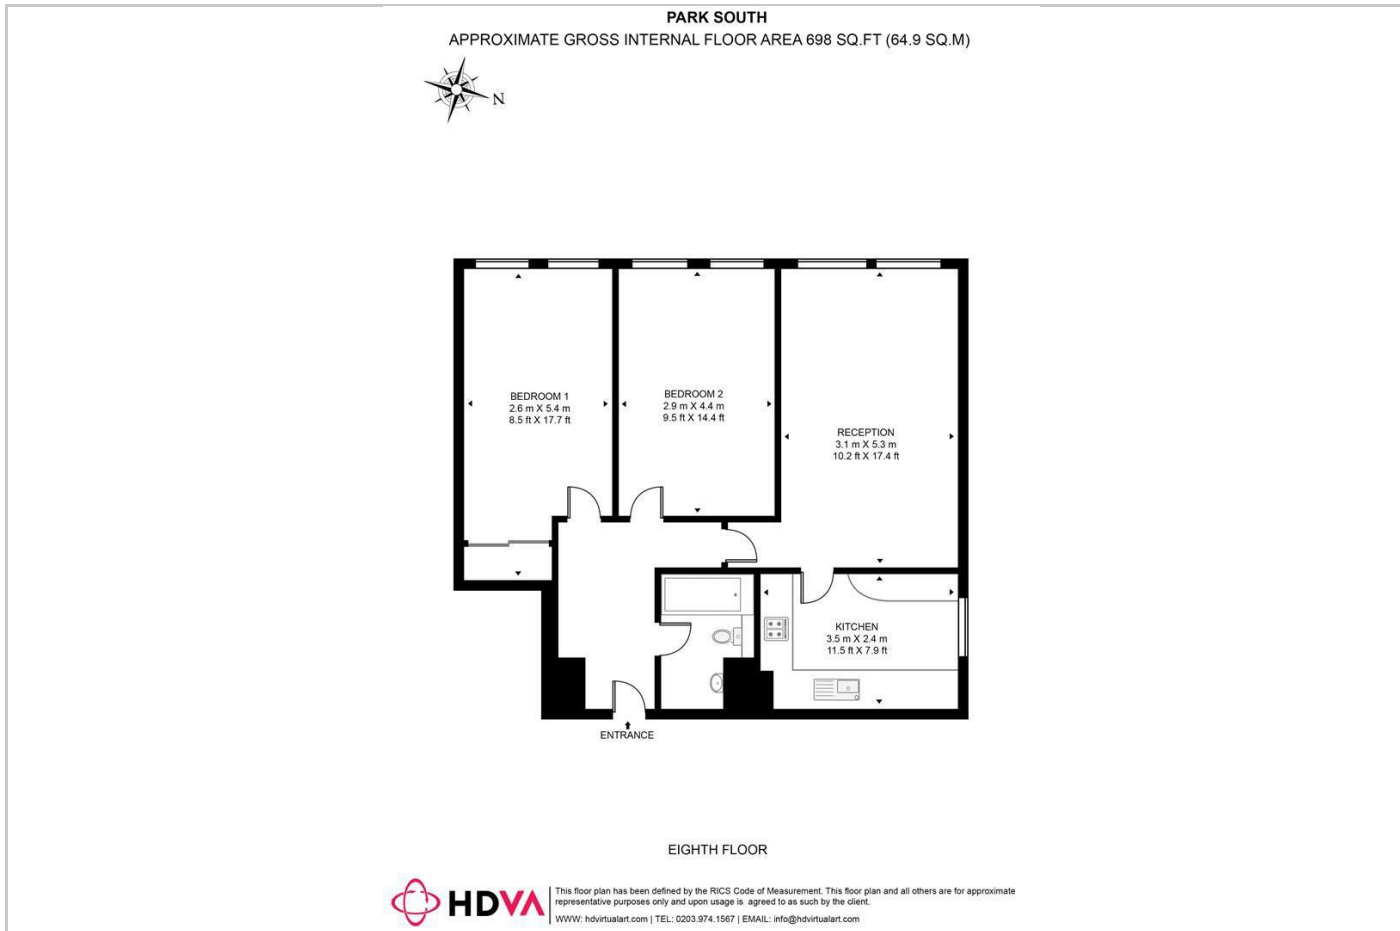 PARK SOUTH
APPROXIMATE GROSS INTERNAL FLOOR AREA 698 SQ.FT (64.9 SQ.M)
N
BEDROOM 1
2.6 m X 5.4 m
8.5 ft X 17.7 ft
BEDROOM 2
2.9 m X 4.4 m
9.5 ft X 14.4 ft
RECEPTION
3.1 m X 5.3 m
10.2 ft X 17.4 ft
KITCHEN
3.5 m X 2.4 m
11.5 ft X 7.9 ft
ENTRANCE
EIGHTH FLOOR
HDVA
This floor plan has been defined by the RICS Code of Measurement. This floor plan and all others are for approximate
representative purposes only and upon usage is agreed to as such by the client.
WWW: hdvirtualart.com | TEL: 0203.974.1567 | EMAIL: info@hdvirtualart.com